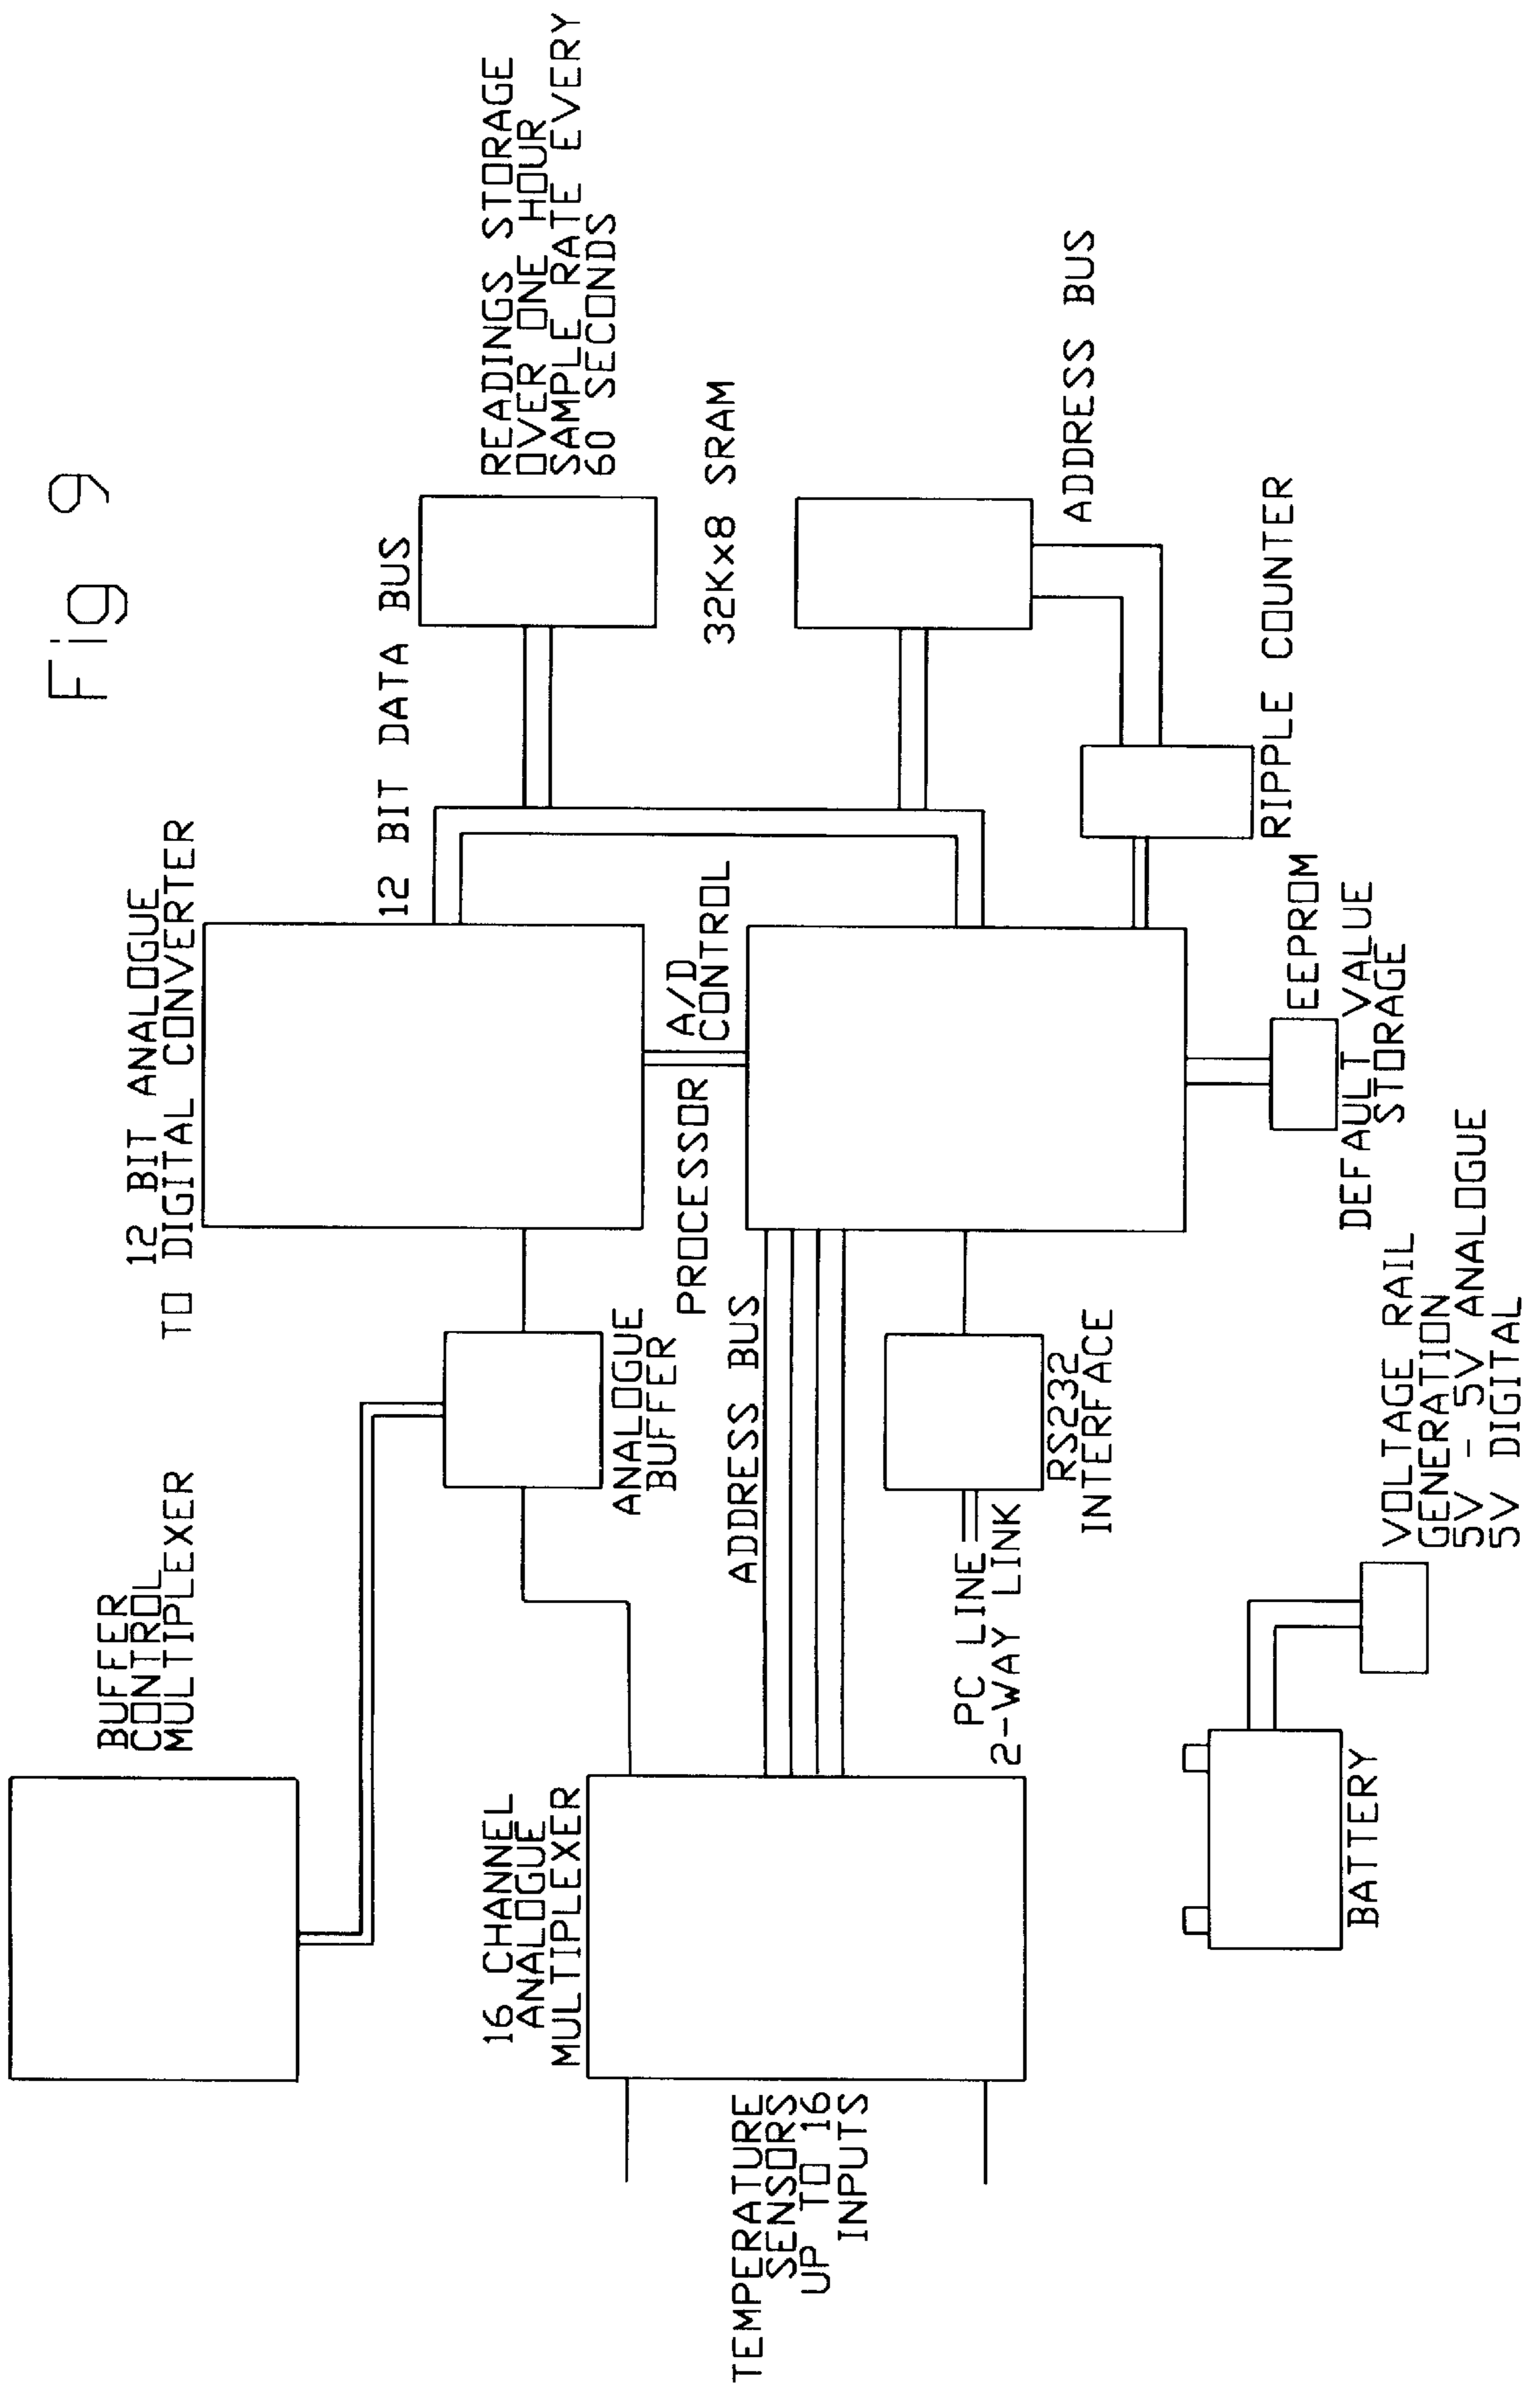 Fig 9
BUFFER
CONTROL
MULTIPLEXER
12 BIT ANALOGUE
TO DIGITAL CONVERTER
12 BIT DATA BUS
READINGS STORAGE
OVER ONE HOUR
SAMPLE RATE EVERY
60 SECONDS
16 CHANNEL
ANALOGUE
MULTIPLEXER
ANALOGUE
BUFFER
PROCESSOR
A/D
CONTROL
32K×8 SRAM
TEMPERATURE
SENSORS
UP TO 16
INPUTS
ADDRESS BUS
PC LINE
2-WAY LINK
RS232
INTERFACE
ADDRESS BUS
RIPPLE COUNTER
EEPROM
DEFAULT VALUE
STORAGE
BATTERY
VOLTAGE RAIL
GENERATION
5V - 5V ANALOGUE
5V DIGITAL